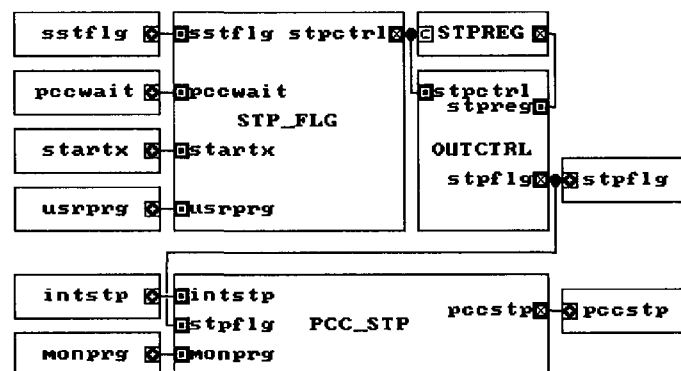 sstflg sstflg stpctrl C STPREG
pccwait pccwait stpctrl
stpreg
STP_FLG
startx startx OUTCTRL
stpflg stpflg
usrprg usrprg
intstp intstp
pccstp pccstp
stpflg PCC_STP
monprg monprg